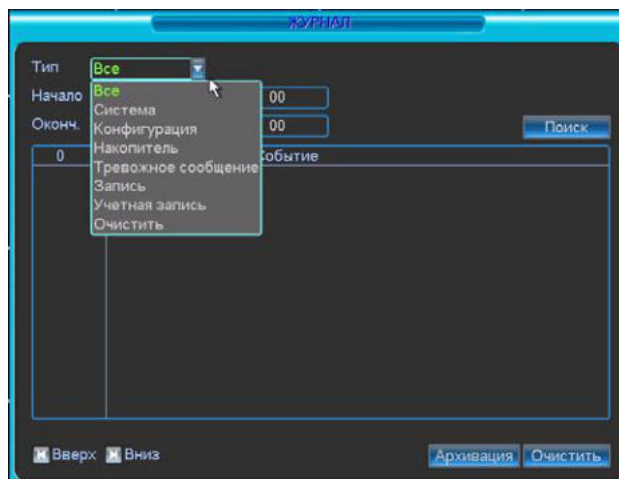 ЖУРНАЛ
Тип Все
Все
Начало 00
Система
Оконч. Конфигурация 00 Поиск
Накопитель
0 Событие
Тревожное сообщение
Запись
Учетная запись
Очистить
Вверх Вниз Архивация Очистить